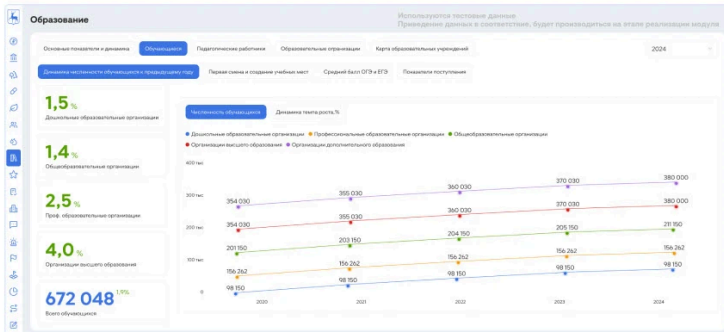 Образование
Используются тестовые данные
Приведение данных в соответствие, будет производиться на этапе реализации модуля
Основные показатели и динамика
Обучающиеся
Педагогические работники
Образовательные организации
Карта образовательных учреждений
2024
Динамика численности обучающихся к предыдущему году
Первая смена и создание учебных мест
Средний балл ОГЭ и ЕГЭ
Показатели поступления
1,5 %
Дошкольные образовательные организации
1,4 %
Общеобразовательные организации
2,5 %
Проф. образовательные организации
4,0 %
Организации высшего образования
672 048 1.9%
Всего обучающихся
Численность обучающихся
Динамика темпа роста,%
Дошкольные образовательные организации
Профессиональные образовательные организации
Общеобразовательные организации
Организации высшего образования
Организации дополнительного образования
400 тыс
300 тыс
200 тыс
100 тыс
0
354 030 355 030 360 030 370 030 380 000
354 030 355 030 360 030 370 030 380 000
201 150 203 150 204 150 205 150 211 150
156 262 156 262 156 262 156 262 156 262
98 150 98 150 98 150 98 150 98 150
2020 2021 2022 2023 2024